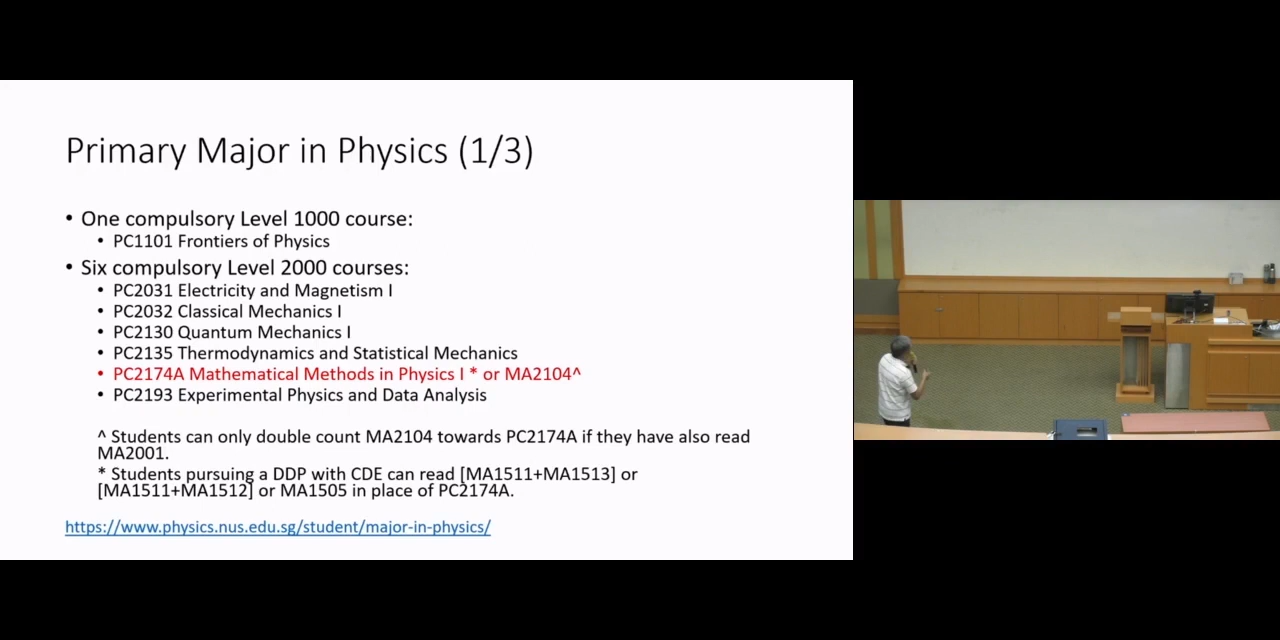 Primary Major in Physics (1/3)
• One compulsory Level 1000 course:
• PC1101 Frontiers of Physics
• Six compulsory Level 2000 courses:
• PC2031 Electricity and Magnetism I
• PC2032 Classical Mechanics I
• PC2130 Quantum Mechanics I
• PC2135 Thermodynamics and Statistical Mechanics
• PC2174A Mathematical Methods in Physics I * or MA2104^
• PC2193 Experimental Physics and Data Analysis
^ Students can only double count MA2104 towards PC2174A if they have also read
MA2001.
* Students pursuing a DDP with CDE can read [MA1511+MA1513] or
[MA1511+MA1512] or MA1505 in place of PC2174A.
https://www.physics.nus.edu.sg/student/major-in-physics/